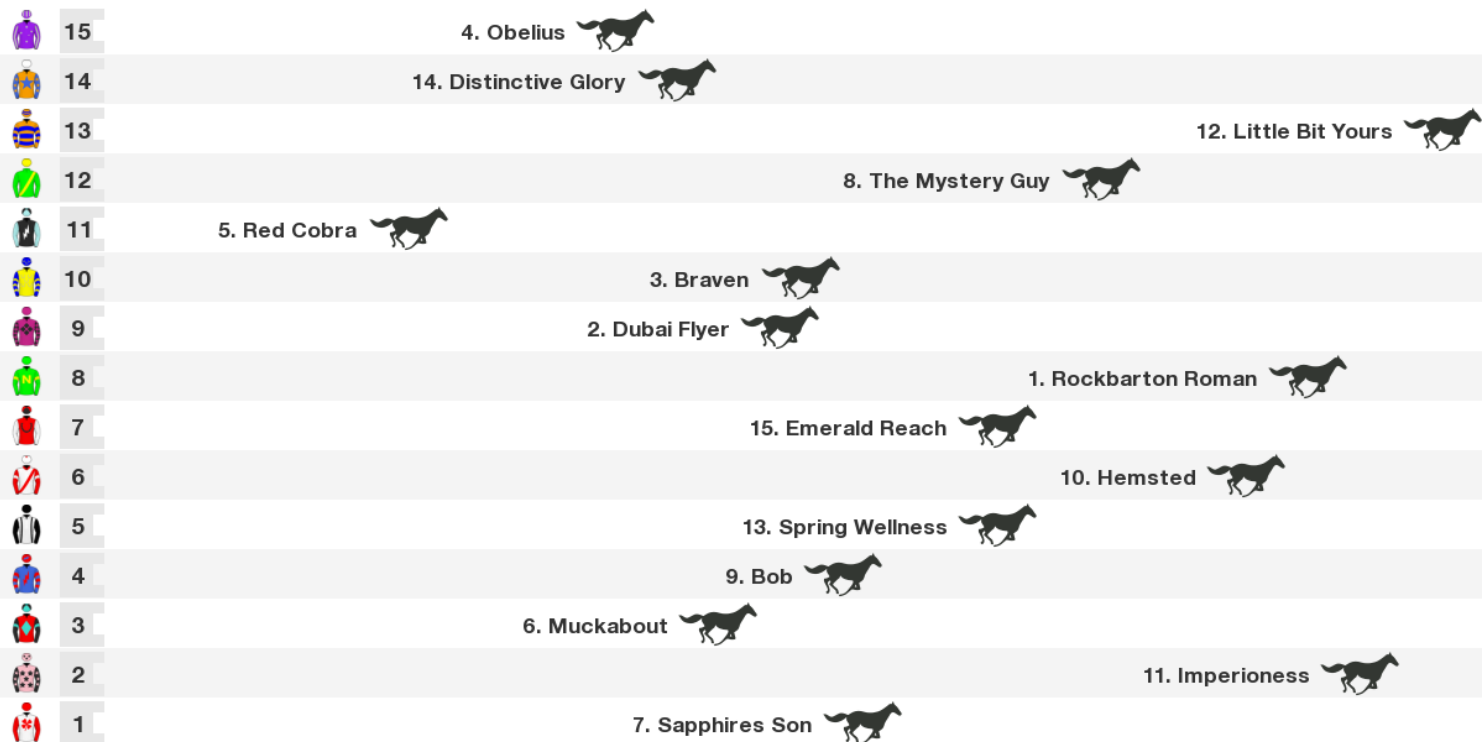 15 4. Obelius
14 14. Distinctive Glory
13 12. Little Bit Yours
12 8. The Mystery Guy
11 5. Red Cobra
10 3. Braven
9 2. Dubai Flyer
8 1. Rockbarton Roman
7 15. Emerald Reach
6 10. Hemsted
5 13. Spring Wellness
4 9. Bob
3 6. Muckabout
2 11. Imperioness
1 7. Sapphires Son